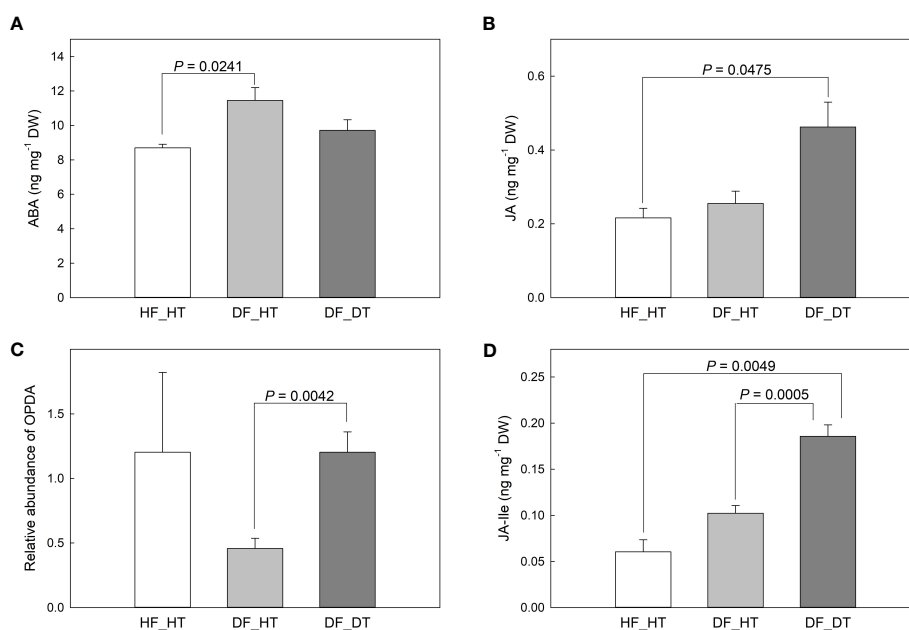 A
ABA (ng mg⁻¹ DW)
14
12
10
8
6
4
2
0
P = 0.0241
HF_HT
DF_HT
DF_DT
B
JA (ng mg⁻¹ DW)
0.6
0.4
0.2
0.0
P = 0.0475
HF_HT
DF_HT
DF_DT
C
Relative abundance of OPDA
1.5
1.0
0.5
0.0
P = 0.0042
HF_HT
DF_HT
DF_DT
D
JA-Ile (ng mg⁻¹ DW)
0.25
0.20
0.15
0.10
0.05
0.00
P = 0.0049
P = 0.0005
HF_HT
DF_HT
DF_DT